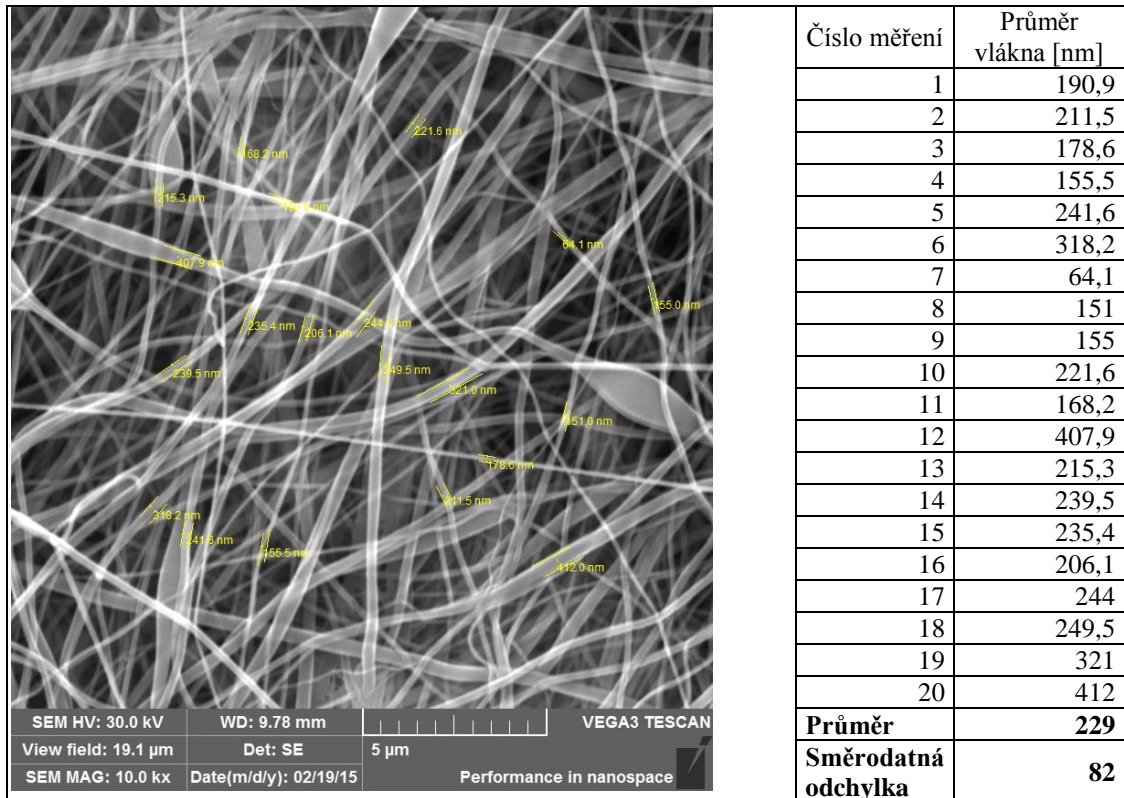 221.6 nm
168.2 nm
215.3 nm
64.1 nm
407.9 nm
155.0 nm
235.4 nm
206.1 nm
239.5 nm
249.5 nm
321.0 nm
151.0 nm
178.6 nm
211.5 nm
318.2 nm
241.6 nm
155.5 nm
412.0 nm
SEM HV: 30.0 kV WD: 9.78 mm VEGA3 TESCAN
View field: 19.1 µm Det: SE 5 µm
SEM MAG: 10.0 kx Date(m/d/y): 02/19/15 Performance in nanospace
Číslo měření Průměr vlákna [nm]
1 190,9
2 211,5
3 178,6
4 155,5
5 241,6
6 318,2
7 64,1
8 151
9 155
10 221,6
11 168,2
12 407,9
13 215,3
14 239,5
15 235,4
16 206,1
17 244
18 249,5
19 321
20 412
Průměr 229
Směrodatná odchylka 82